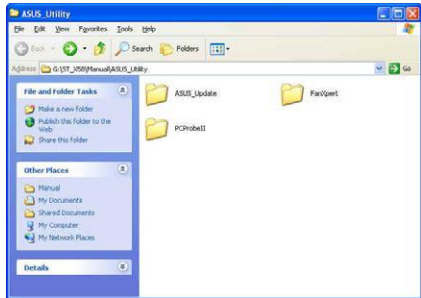 ASUS_Utility
File Edit View Favorites Tools Help
Back Search Folders
Address G:\ST_X58\Manual\ASUS_Utility Go
File and Folder Tasks
Make a new folder
Publish this folder to the
Web
Share this folder
Other Places
Manual
My Documents
Shared Documents
My Computer
My Network Places
Details
ASUS_Update FanXpert
PCProbeII